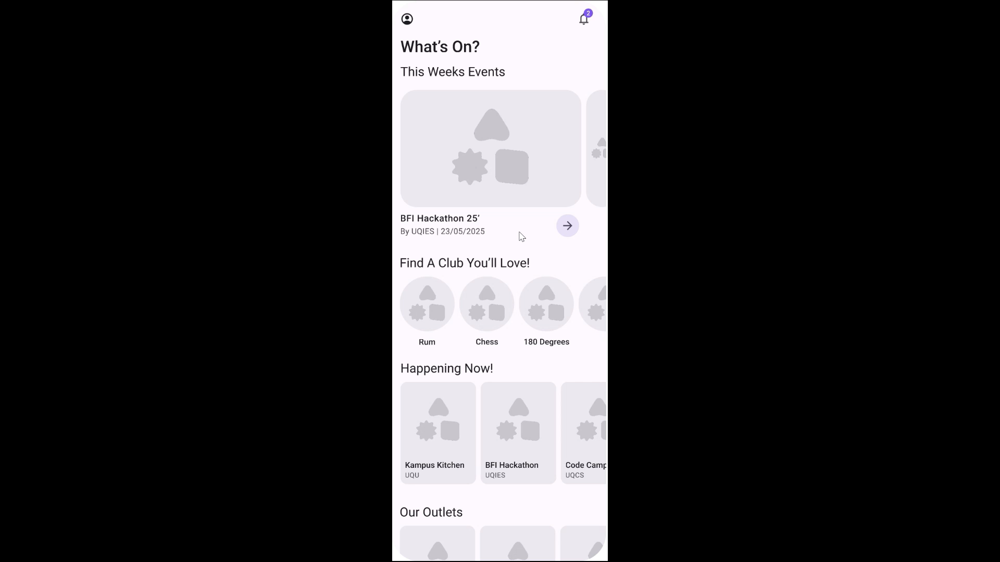 2
What’s On?
This Weeks Events
BFI Hackathon 25’
By UQIES | 23/05/2025
Find A Club You’ll Love!
Rum
Chess
180 Degrees
Happening Now!
Kampus Kitchen
UQU
BFI Hackathon
UQIES
Code Camp
UQCS
Our Outlets